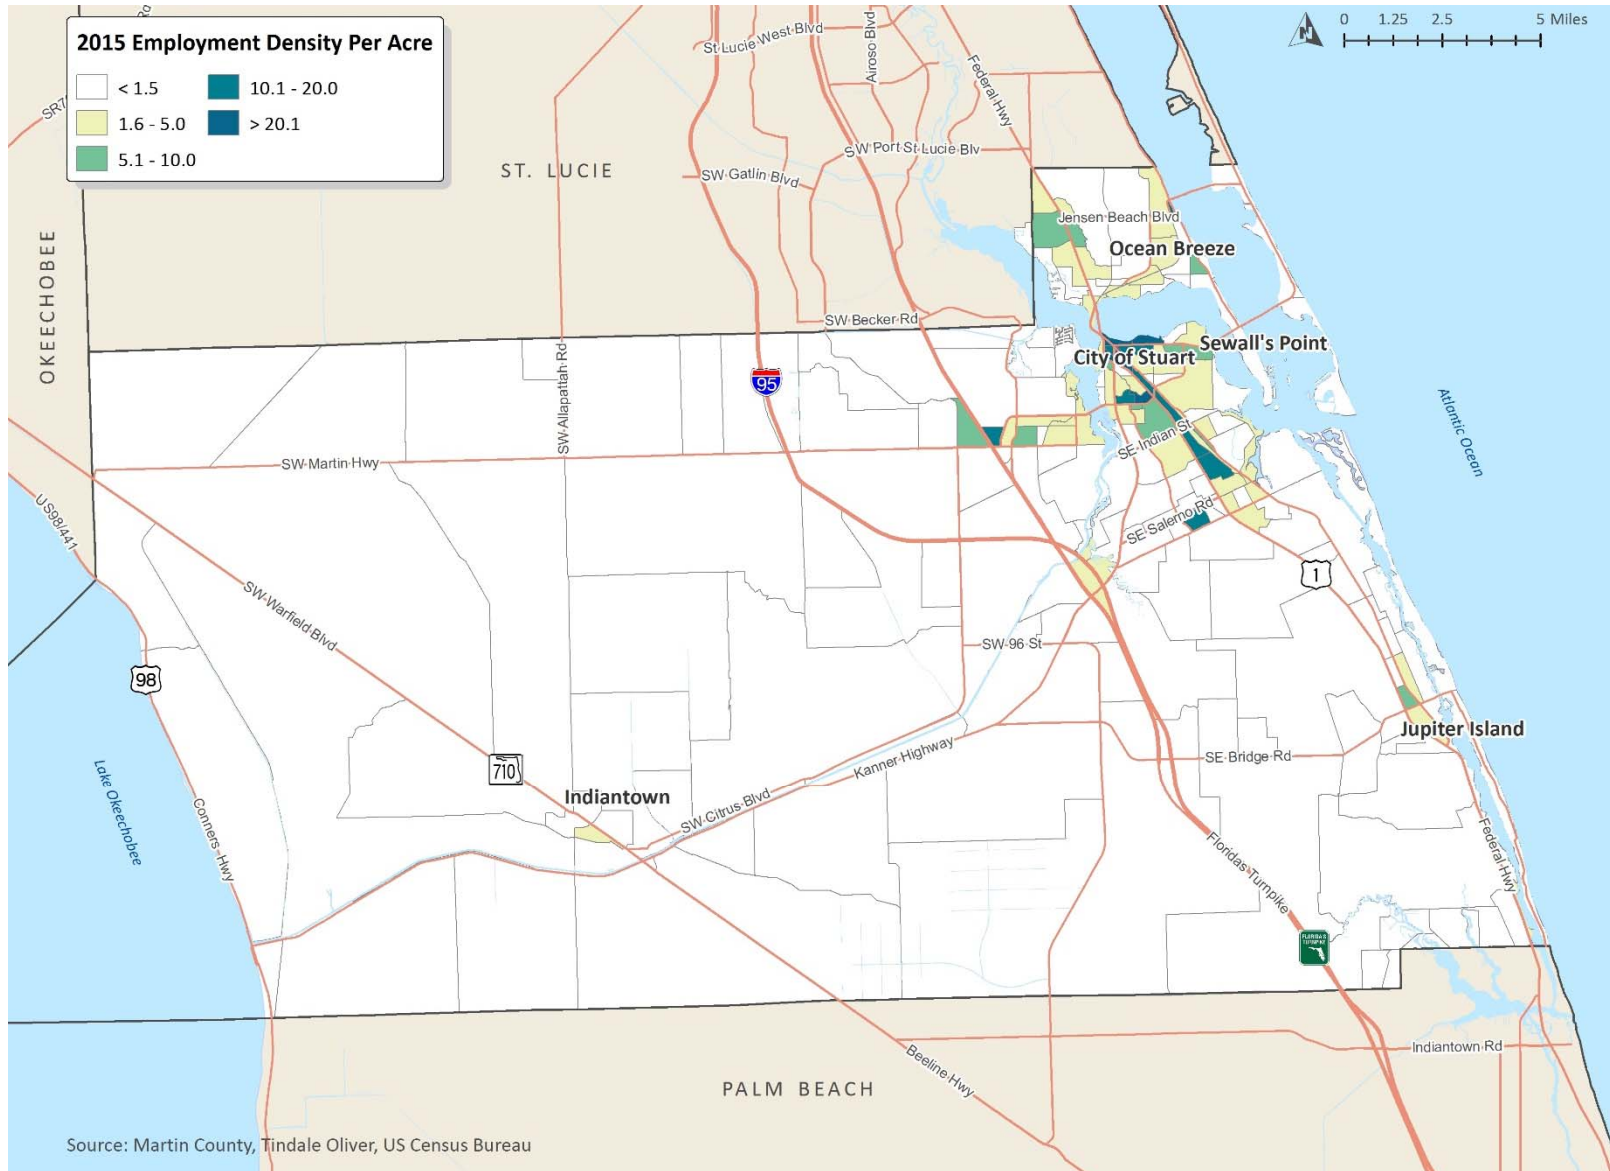 2015 Employment Density Per Acre
< 1.5
10.1 - 20.0
1.6 - 5.0
> 20.1
5.1 - 10.0
N
0 1.25 2.5 5 Miles
Rd
St Lucie West Blvd
Airoso Blvd
Federal Hwy
SW Port St Lucie Blv
SW Gatlin Blvd
ST. LUCIE
OKEECHOBEE
Jensen Beach Blvd
Ocean Breeze
SW Becker Rd
Sewall's Point
City of Stuart
95
SW Allapattah Rd
Atlantic Ocean
SE Indian St
SW Martin Hwy
US98/441
SE Salerno Rd
1
SW Warfield Blvd
SW 96 St
98
710
Jupiter Island
SE Bridge Rd
Kanner Highway
Indiantown
SW Citrus Blvd
Lake Okeechobee
Conners Hwy
Floridas Turnpike
Federal Hwy
FLORIDA'S
TURNPIKE
Indiantown Rd
Beeline Hwy
PALM BEACH
Source: Martin County, Tindale Oliver, US Census Bureau